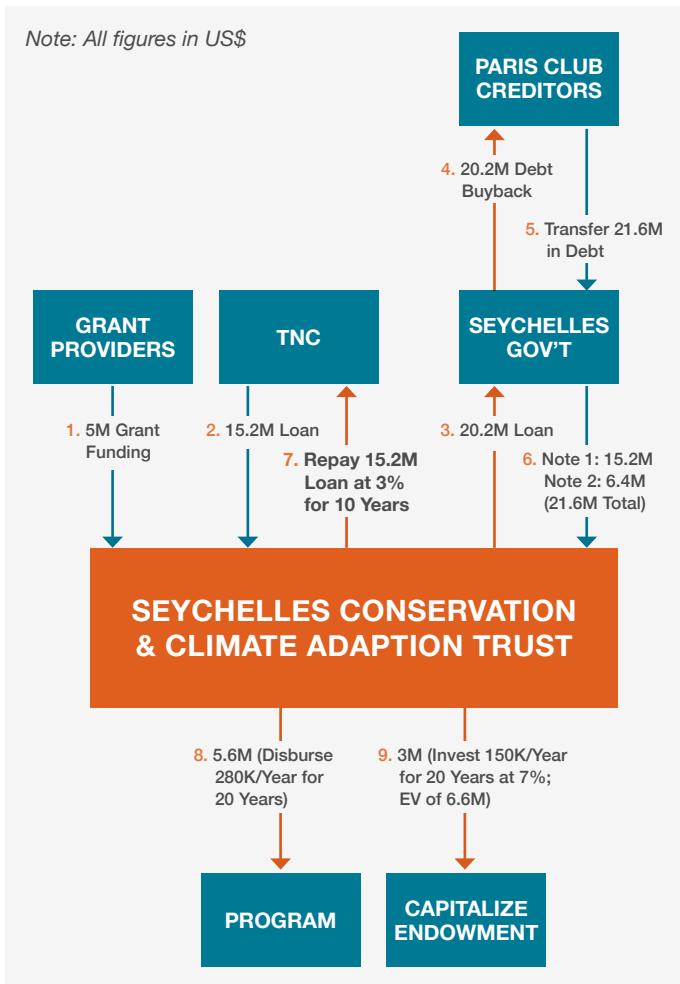 Note: All figures in US$
PARIS CLUB
CREDITORS
4. 20.2M Debt
Buyback
5. Transfer 21.6M
in Debt
GRANT
PROVIDERS
TNC
SEYCHELLES
GOV'T
1. 5M Grant
Funding
2. 15.2M Loan
7. Repay 15.2M
Loan at 3%
for 10 Years
3. 20.2M Loan
6. Note 1: 15.2M
Note 2: 6.4M
(21.6M Total)
SEYCHELLES CONSERVATION
& CLIMATE ADAPTION TRUST
8. 5.6M (Disburse
280K/Year for
20 Years)
9. 3M (Invest 150K/Year
for 20 Years at 7%;
EV of 6.6M)
PROGRAM
CAPITALIZE
ENDOWMENT